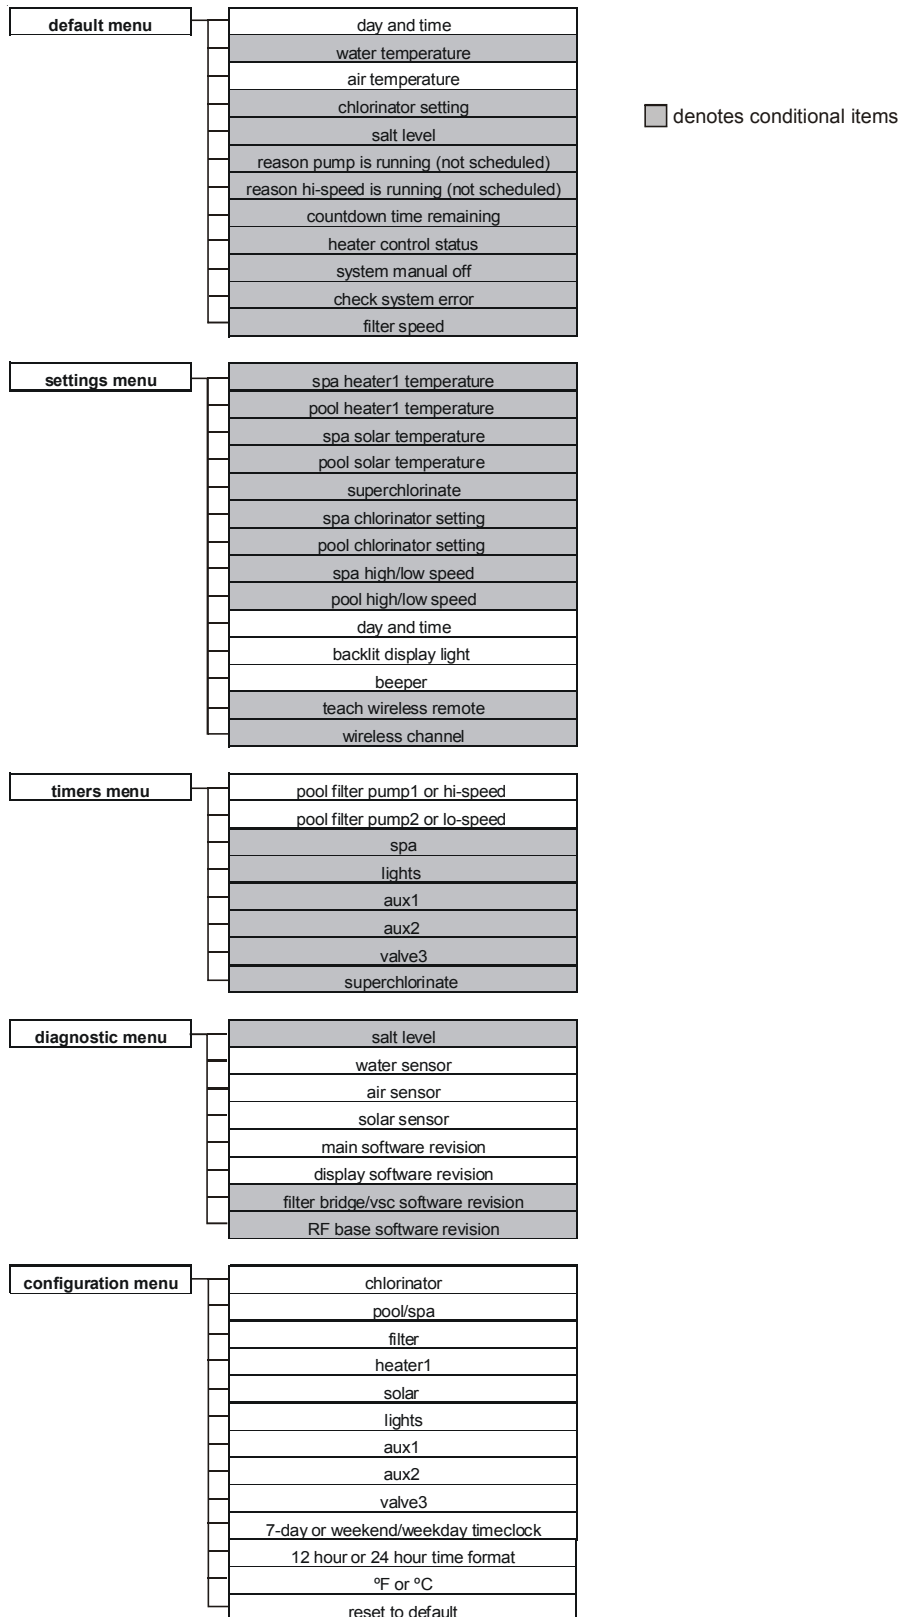 default menu
day and time
water temperature
air temperature
chlorinator setting
salt level
reason pump is running (not scheduled)
reason hi-speed is running (not scheduled)
countdown time remaining
heater control status
system manual off
check system error
filter speed
denotes conditional items
settings menu
spa heater1 temperature
pool heater1 temperature
spa solar temperature
pool solar temperature
superchlorinate
spa chlorinator setting
pool chlorinator setting
spa high/low speed
pool high/low speed
day and time
backlit display light
beeper
teach wireless remote
wireless channel
timers menu
pool filter pump1 or hi-speed
pool filter pump2 or lo-speed
spa
lights
aux1
aux2
valve3
superchlorinate
diagnostic menu
salt level
water sensor
air sensor
solar sensor
main software revision
display software revision
filter bridge/vsc software revision
RF base software revision
configuration menu
chlorinator
pool/spa
filter
heater1
solar
lights
aux1
aux2
valve3
7-day or weekend/weekday timeclock
12 hour or 24 hour time format
ºF or ºC
reset to default